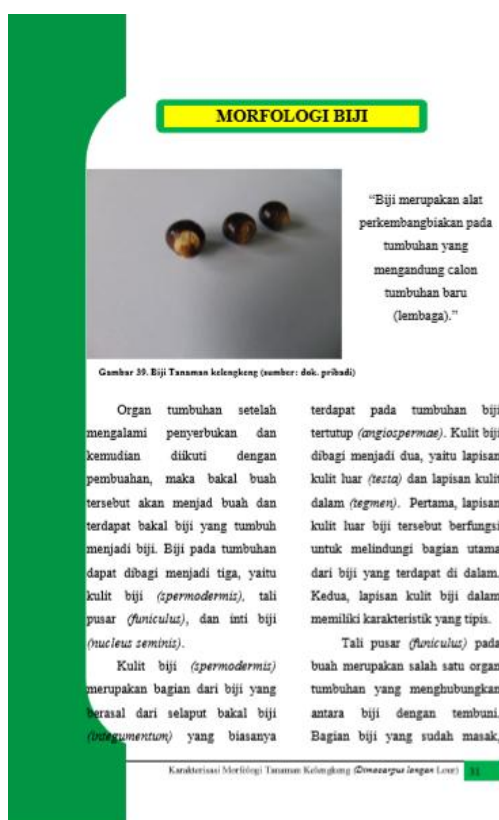 MORFOLOGI BIJI
“Biji merupakan alat
perkembangbiakan pada
tumbuhan yang
mengandung calon
tumbuhan baru
(lembaga).”
Gambar 39. Biji Tanaman kelengkeng (sumber: dok. pribadi)
Organ tumbuhan setelah
mengalami penyerbukan dan
kemudian diikuti dengan
pembuahan, maka bakal buah
tersebut akan menjad buah dan
terdapat bakal biji yang tumbuh
menjadi biji. Biji pada tumbuhan
dapat dibagi menjadi tiga, yaitu
kulit biji (spermodermis), tali
pusar (funiculus), dan inti biji
(nucleus seminis).
Kulit biji (spermodermis)
merupakan bagian dari biji yang
berasal dari selaput bakal biji
(integumentum) yang biasanya
terdapat pada tumbuhan biji
tertutup (angiospermae). Kulit biji
dibagi menjadi dua, yaitu lapisan
kulit luar (testa) dan lapisan kulit
dalam (tegmen). Pertama, lapisan
kulit luar biji tersebut berfungsi
untuk melindungi bagian utama
dari biji yang terdapat di dalam.
Kedua, lapisan kulit biji dalam
memiliki karakteristik yang tipis.
Tali pusar (funiculus) pada
buah merupakan salah satu organ
tumbuhan yang menghubungkan
antara biji dengan tembuni.
Bagian biji yang sudah masak,
Karakterisasi Morfologi Tanaman Kelengkeng (Dimocarpus longan Lour) 31